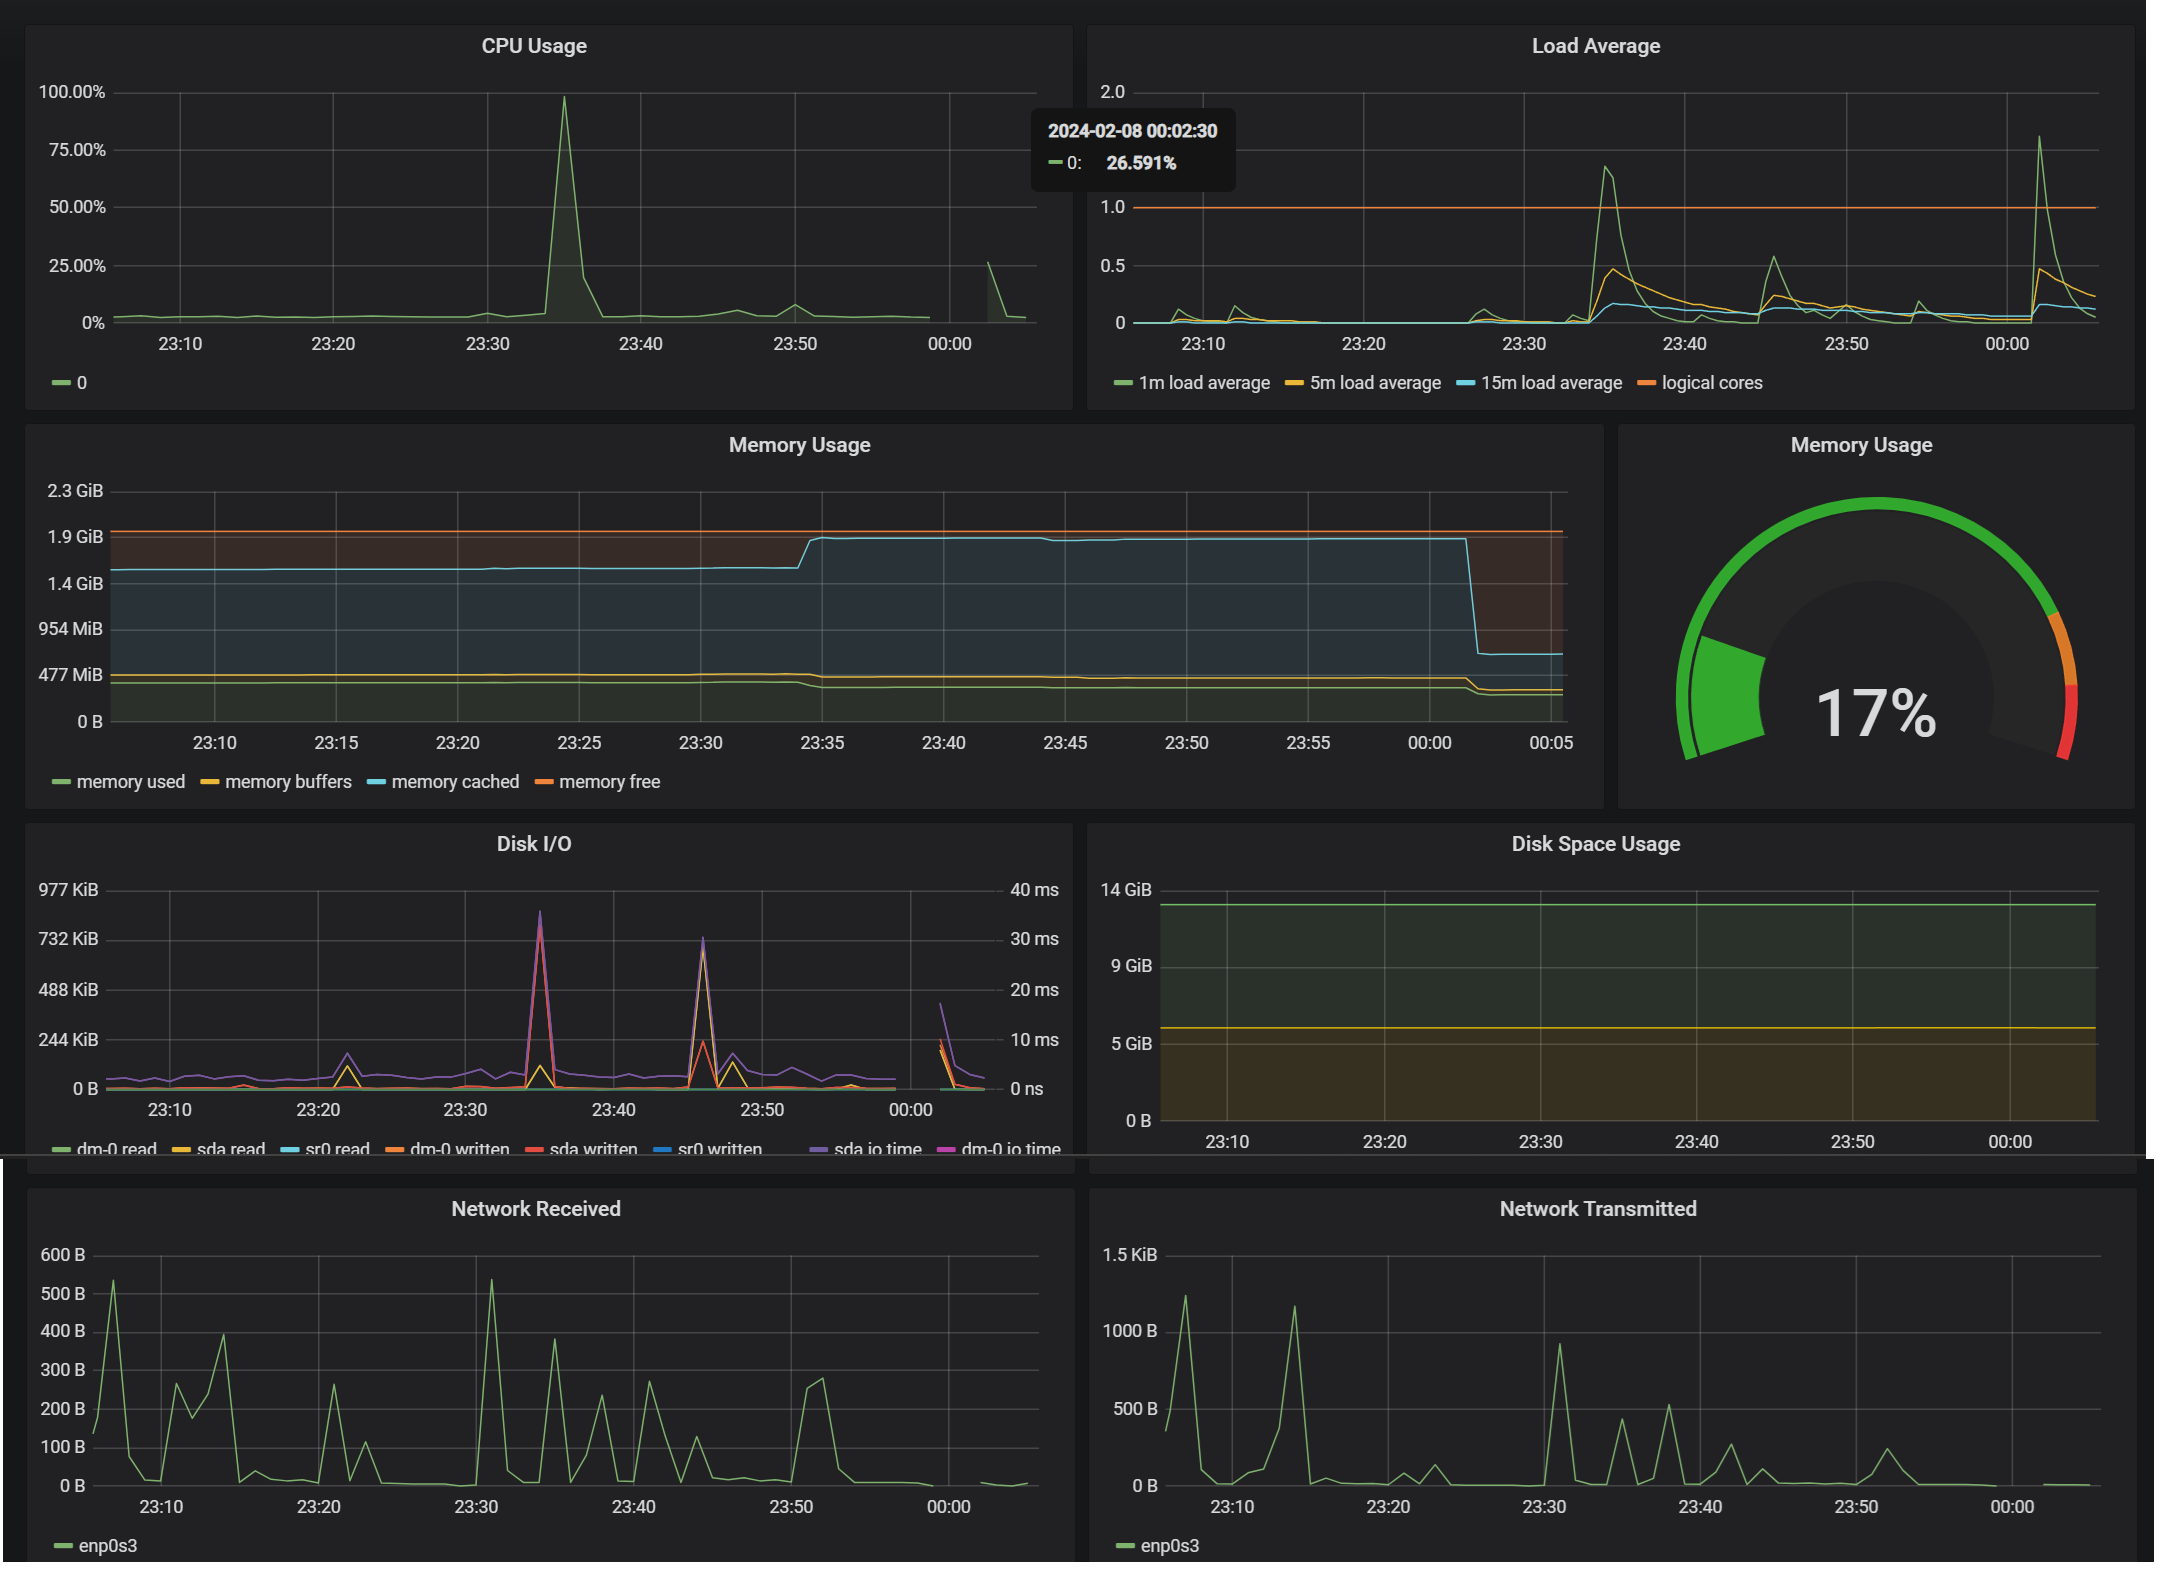 CPU Usage
100.00%
75.00%
50.00%
25.00%
0%
23:10 23:20 23:30 23:40 23:50 00:00
0
2024-02-08 00:02:30
0: 26.591%
Load Average
2.0
1.0
0.5
0
23:10 23:20 23:30 23:40 23:50 00:00
1m load average 5m load average 15m load average logical cores
Memory Usage
2.3 GiB
1.9 GiB
1.4 GiB
954 MiB
477 MiB
0 B
23:10 23:15 23:20 23:25 23:30 23:35 23:40 23:45 23:50 23:55 00:00 00:05
memory used memory buffers memory cached memory free
Memory Usage
17%
Disk I/O
977 KiB 40 ms
732 KiB 30 ms
488 KiB 20 ms
244 KiB 10 ms
0 B 0 ns
23:10 23:20 23:30 23:40 23:50 00:00
dm-0 read sda read sr0 read dm-0 written sda written sr0 written sda io time dm-0 io time
Disk Space Usage
14 GiB
9 GiB
5 GiB
0 B
23:10 23:20 23:30 23:40 23:50 00:00
Network Received
600 B
500 B
400 B
300 B
200 B
100 B
0 B
23:10 23:20 23:30 23:40 23:50 00:00
enp0s3
Network Transmitted
1.5 KiB
1000 B
500 B
0 B
23:10 23:20 23:30 23:40 23:50 00:00
enp0s3